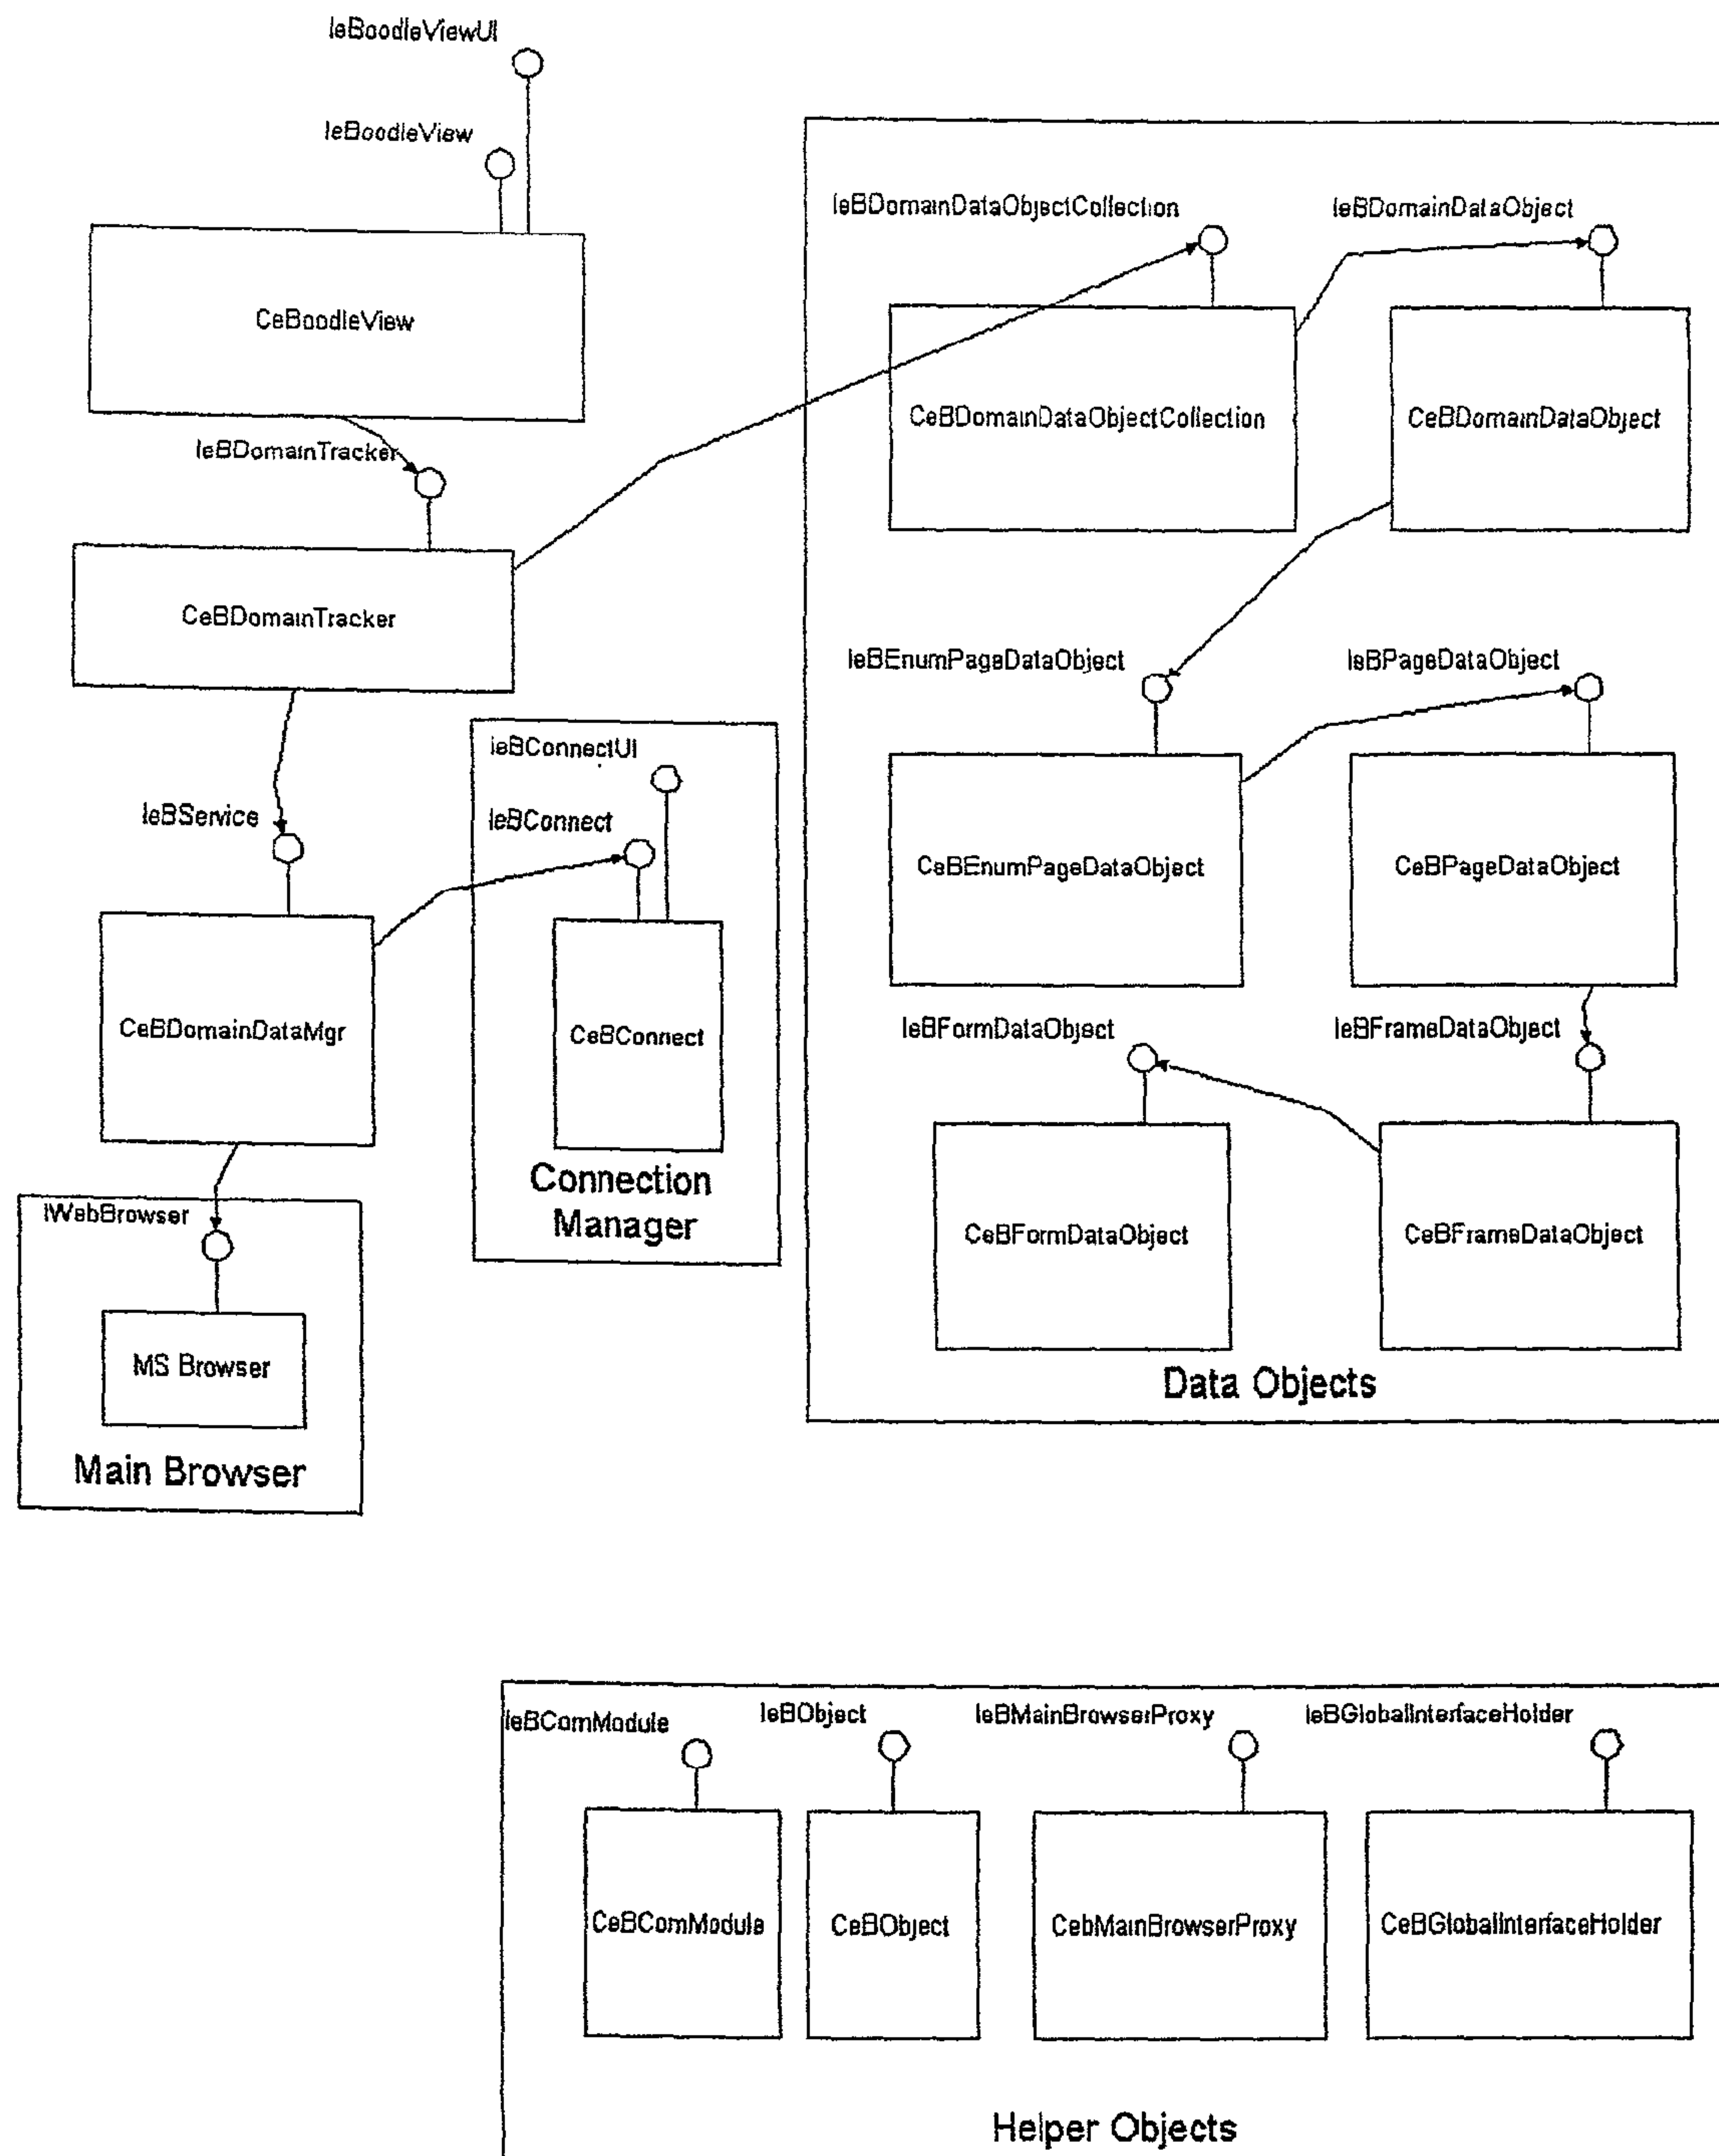 IeBoodleViewUI
IeBoodleView
CeBoodleView
IeBDomainTracker
CeBDomainTracker
IeBService
CeBDomainDataMgr
IWebBrowser
MS Browser
Main Browser
IeBConnectUI
IeBConnect
CeBConnect
Connection
Manager
IeBDomainDataObjectCollection
IeBDomainDataObject
CeBDomainDataObjectCollection
CeBDomainDataObject
IeBEnumPageDataObject
IeBPageDataObject
CeBEnumPageDataObject
CeBPageDataObject
IeBFormDataObject
IeBFrameDataObject
CeBFormDataObject
CeBFrameDataObject
Data Objects
IeBComModule
IeBObject
IeBMainBrowserProxy
IeBGlobalInterfaceHolder
CeBComModule
CeBObject
CebMainBrowserProxy
CeBGlobalInterfaceHolder
Helper Objects